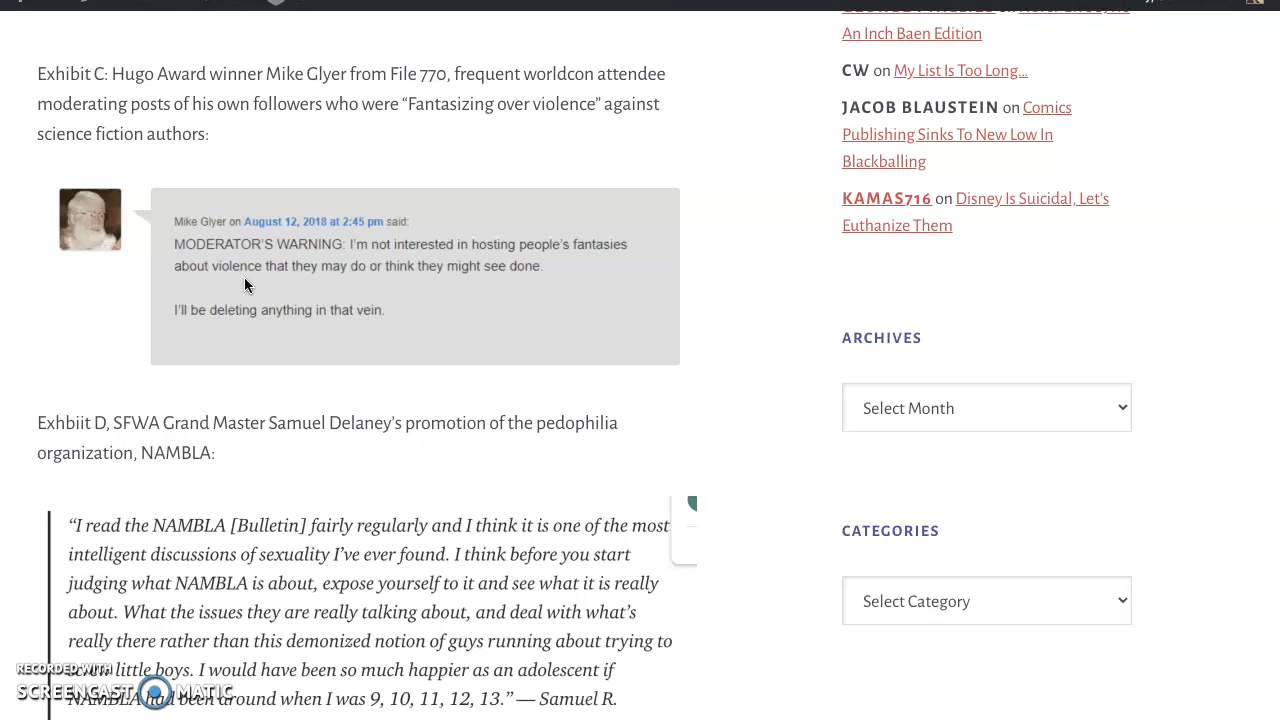 An Inch Baen Edition
Exhibit C: Hugo Award winner Mike Glyer from File 770, frequent worldcon attendee
moderating posts of his own followers who were “Fantasizing over violence” against
science fiction authors:
Mike Glyer on August 12, 2018 at 2:45 pm said:
MODERATOR'S WARNING: I'm not interested in hosting people's fantasies
about violence that they may do or think they might see done.
I'll be deleting anything in that vein.
Exhbiit D, SFWA Grand Master Samuel Delaney’s promotion of the pedophilia
organization, NAMBLA:
“I read the NAMBLA [Bulletin] fairly regularly and I think it is one of the most
intelligent discussions of sexuality I’ve ever found. I think before you start
judging what NAMBLA is about, expose yourself to it and see what it is really
about. What the issues they are really talking about, and deal with what’s
really there rather than this demonized notion of guys running about trying to
screw little boys. I would have been so much happier as an adolescent if
NAMBLA had been around when I was 9, 10, 11, 12, 13.” — Samuel R.
CW on My List Is Too Long…
JACOB BLAUSTEIN on Comics
Publishing Sinks To New Low In
Blackballing
KAMAS716 on Disney Is Suicidal, Let’s
Euthanize Them
ARCHIVES
Select Month
CATEGORIES
Select Category
RECORDED WITH
SCREENCAST MATIC